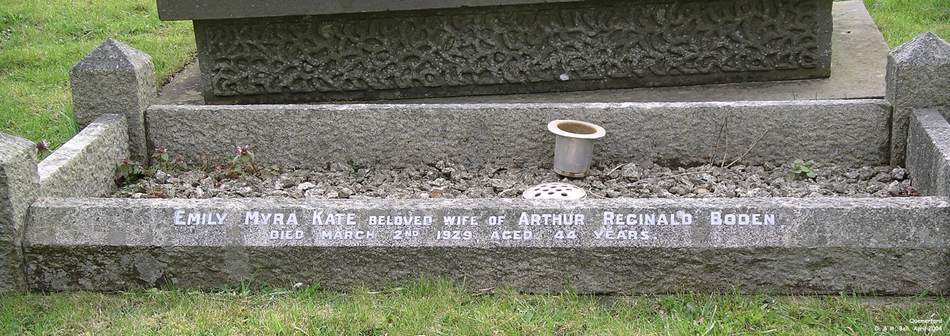 Emily Myra Kate beloved wife of Arthur Reginald Boden,
died March 2nd 1929 aged 44 years.